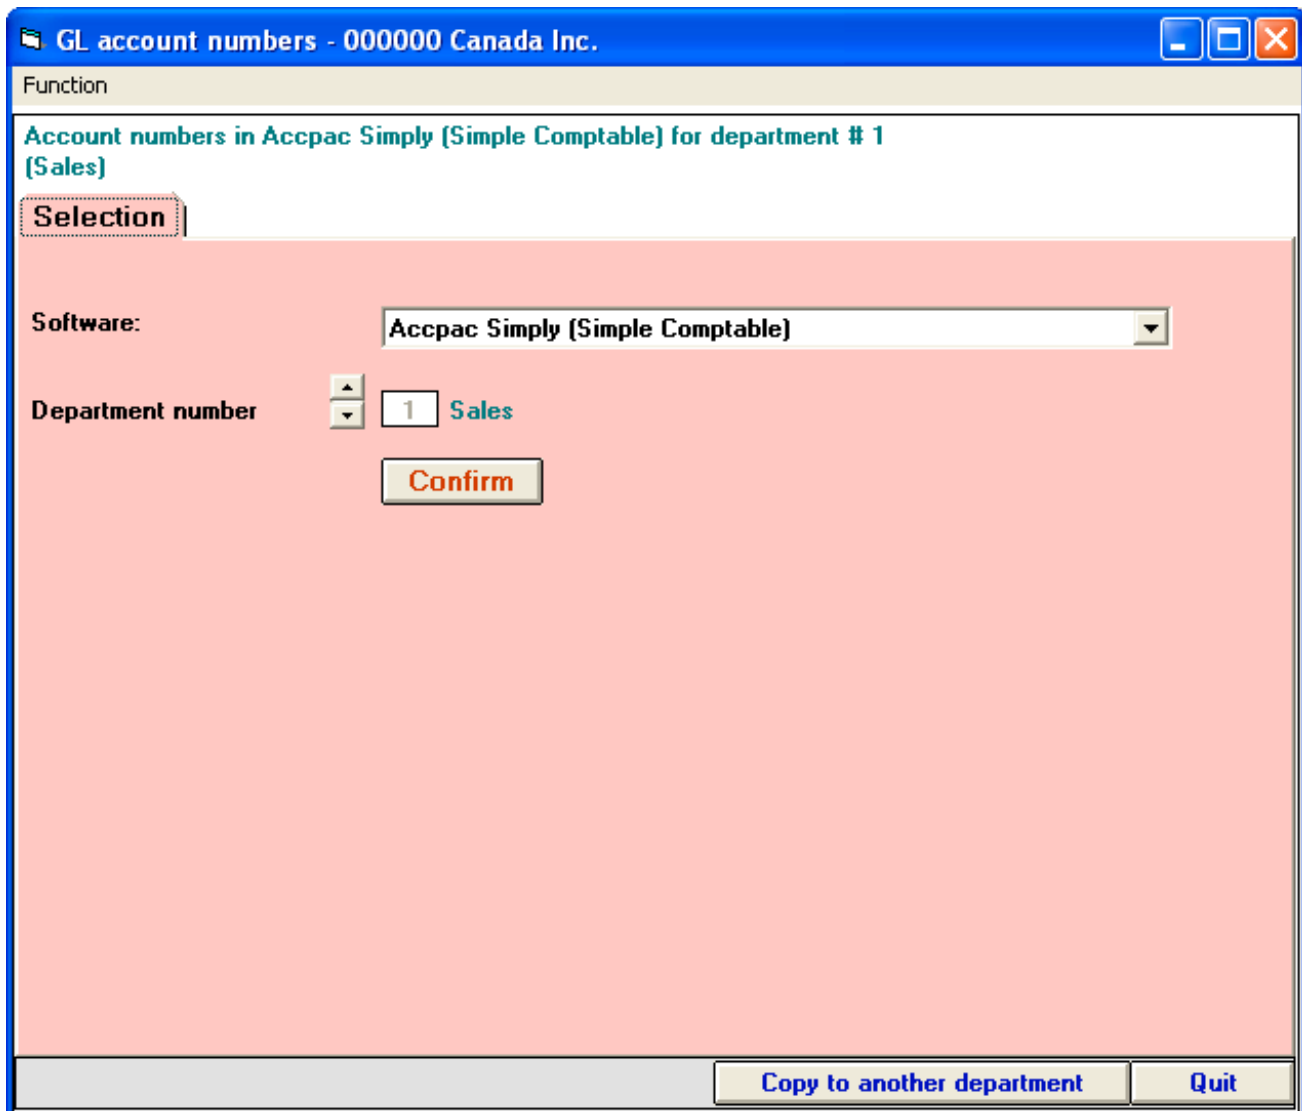 GL account numbers - 000000 Canada Inc.
Function
Account numbers in Accpac Simply (Simple Comptable) for department # 1
(Sales)
Selection
Software: Accpac Simply (Simple Comptable)
Department number 1 Sales
Confirm
Copy to another department Quit